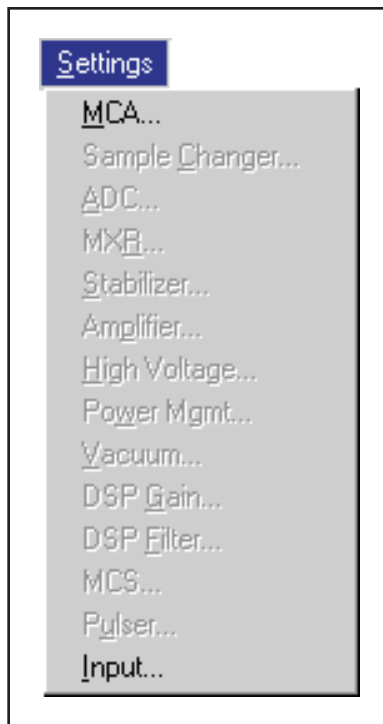 Settings
MCA...
Sample Changer...
ADC...
MXR...
Stabilizer...
Amplifier...
High Voltage...
Power Mgmt...
Vacuum...
DSP Gain...
DSP Filter...
MCS...
Pulser...
Input...